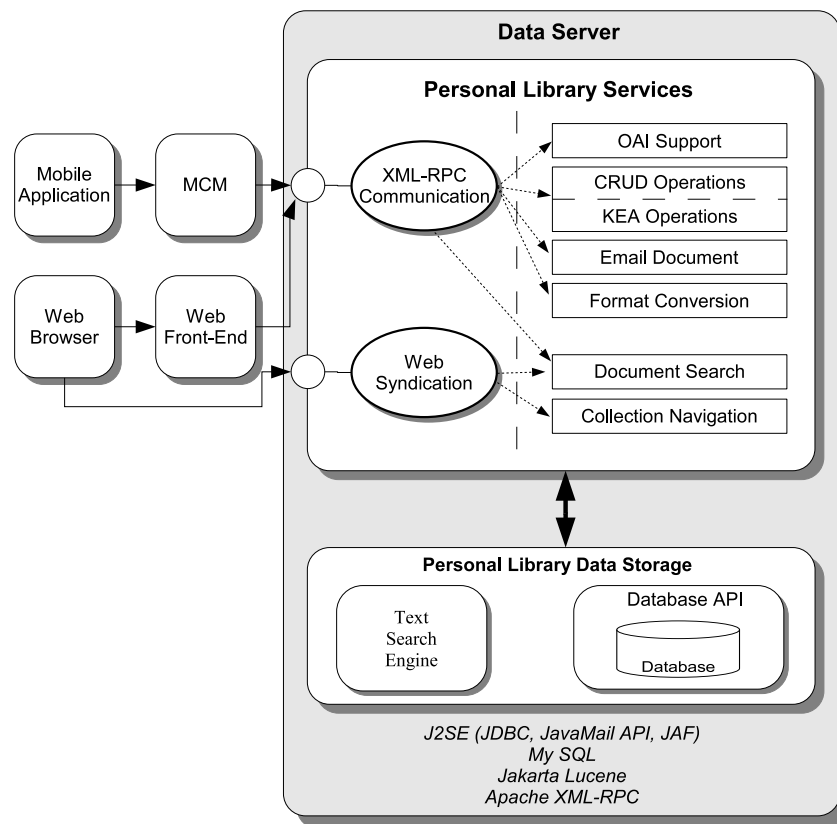 Data Server
Personal Library Services
Mobile
Application
MCM
XML-RPC
Communication
OAI Support
CRUD Operations
KEA Operations
Email Document
Format Conversion
Web
Browser
Web
Front-End
Web
Syndication
Document Search
Collection Navigation
Personal Library Data Storage
Text
Search
Engine
Database API
Database
J2SE (JDBC, JavaMail API, JAF)
My SQL
Jakarta Lucene
Apache XML-RPC